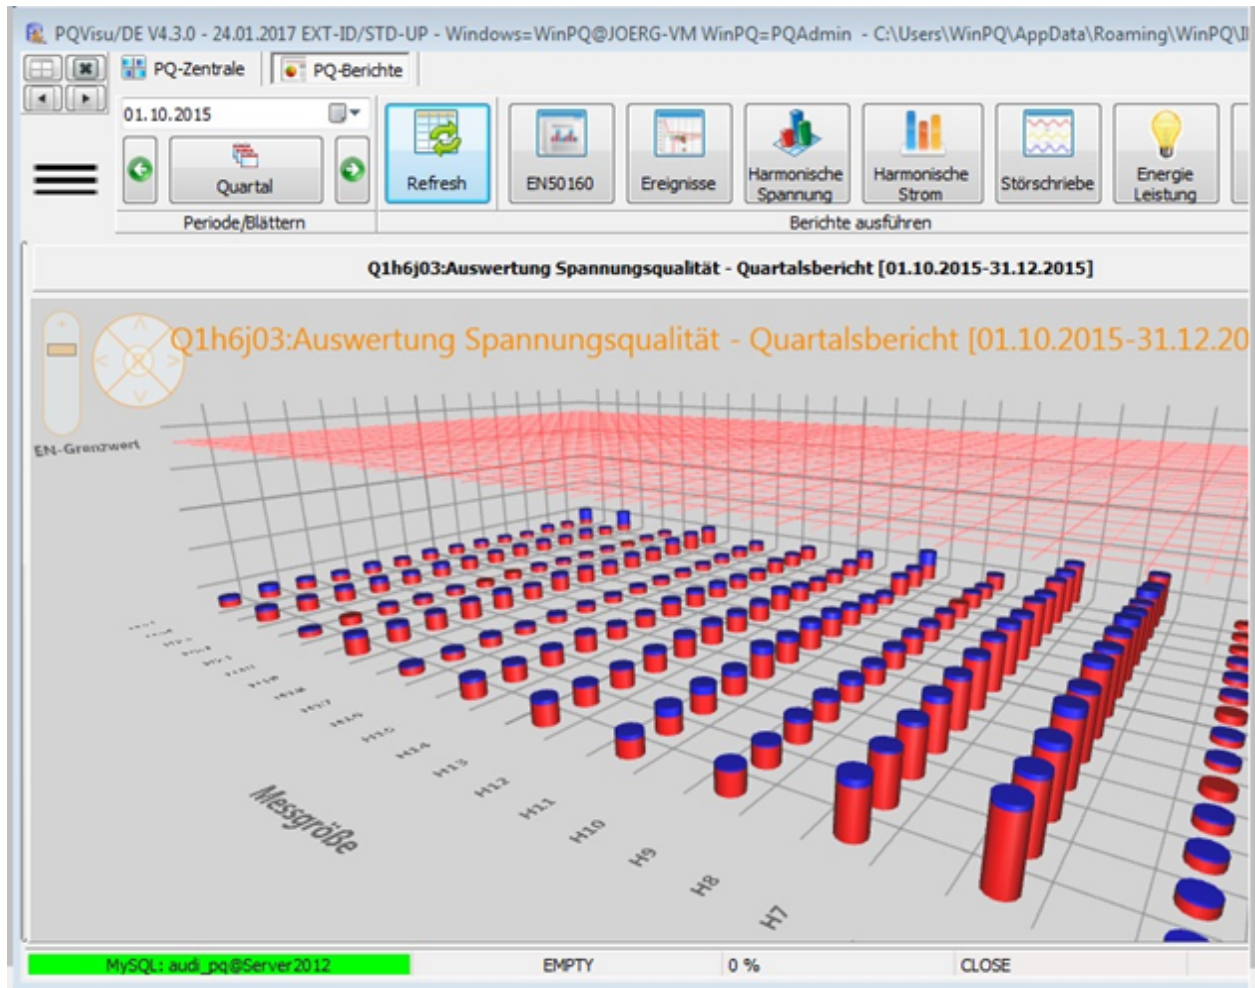 PQVisu/DE V4.3.0 - 24.01.2017 EXT-ID/STD-UP - Windows=WinPQ@JOERG-VM WinPQ=PQAdmin - C:\Users\WinPQ\AppData\Roaming\WinPQ\
PQ-Zentrale PQ-Berichte
01.10.2015
Quartal
Periode/Blättern
Refresh
EN50160
Ereignisse
Harmonische
Spannung
Harmonische
Strom
Störschriebe
Energie
Leistung
Berichte ausführen
Q1h6j03:Auswertung Spannungsqualität - Quartalsbericht [01.10.2015-31.12.2015]
Q1h6j03:Auswertung Spannungsqualität - Quartalsbericht [01.10.2015-31.12.20
EN-Grenzwert
H17
H16
H15
H14
H13
H12
H11
H10
H9
H8
H7
Messgröße
MySQL: audi_pq@Server2012 EMPTY 0 % CLOSE